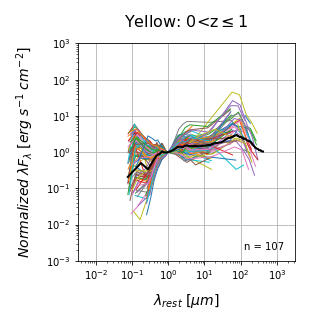 Yellow: 0<z≤1
Normalized λF_λ [erg s⁻¹ cm⁻²]
10³
10²
10¹
10⁰
10⁻¹
10⁻²
10⁻³
n = 107
10⁻² 10⁻¹ 10⁰ 10¹ 10² 10³
λ_rest [μm]